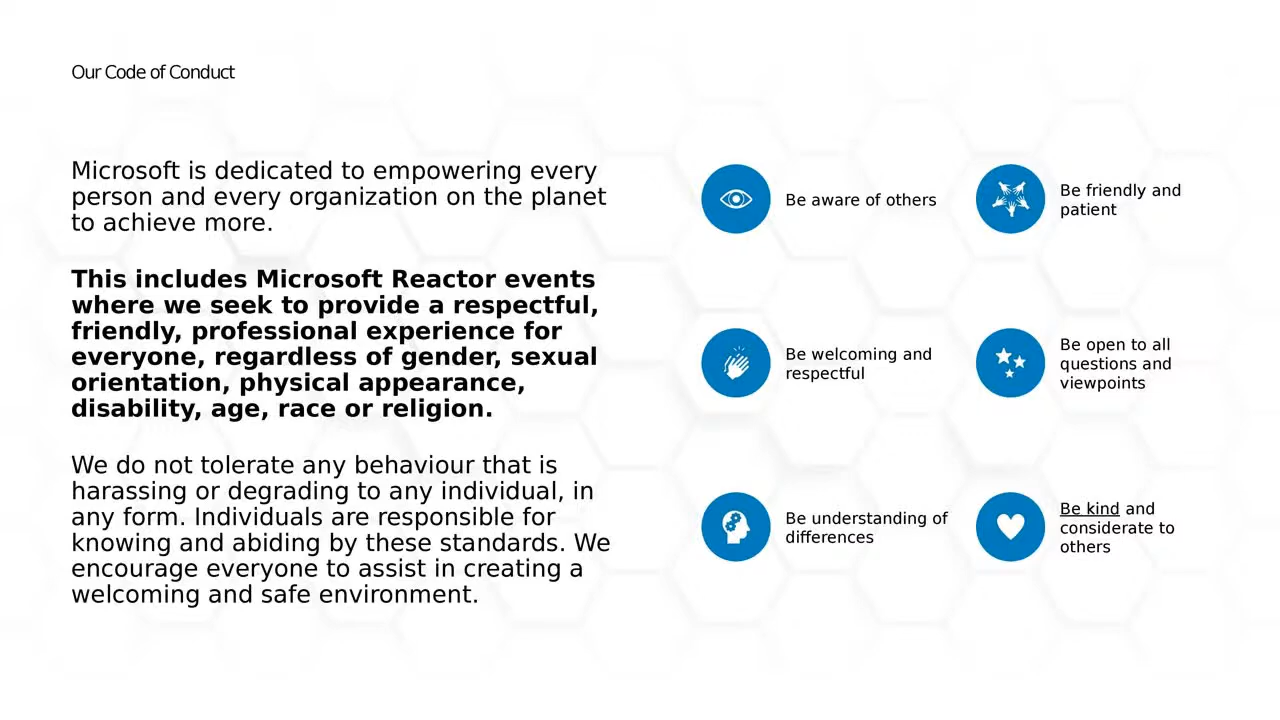 Our Code of Conduct
Microsoft is dedicated to empowering every
person and every organization on the planet
to achieve more.
This includes Microsoft Reactor events
where we seek to provide a respectful,
friendly, professional experience for
everyone, regardless of gender, sexual
orientation, physical appearance,
disability, age, race or religion.
We do not tolerate any behaviour that is
harassing or degrading to any individual, in
any form. Individuals are responsible for
knowing and abiding by these standards. We
encourage everyone to assist in creating a
welcoming and safe environment.
Be aware of others
Be friendly and
patient
Be welcoming and
respectful
Be open to all
questions and
viewpoints
Be understanding of
differences
Be kind and
considerate to
others